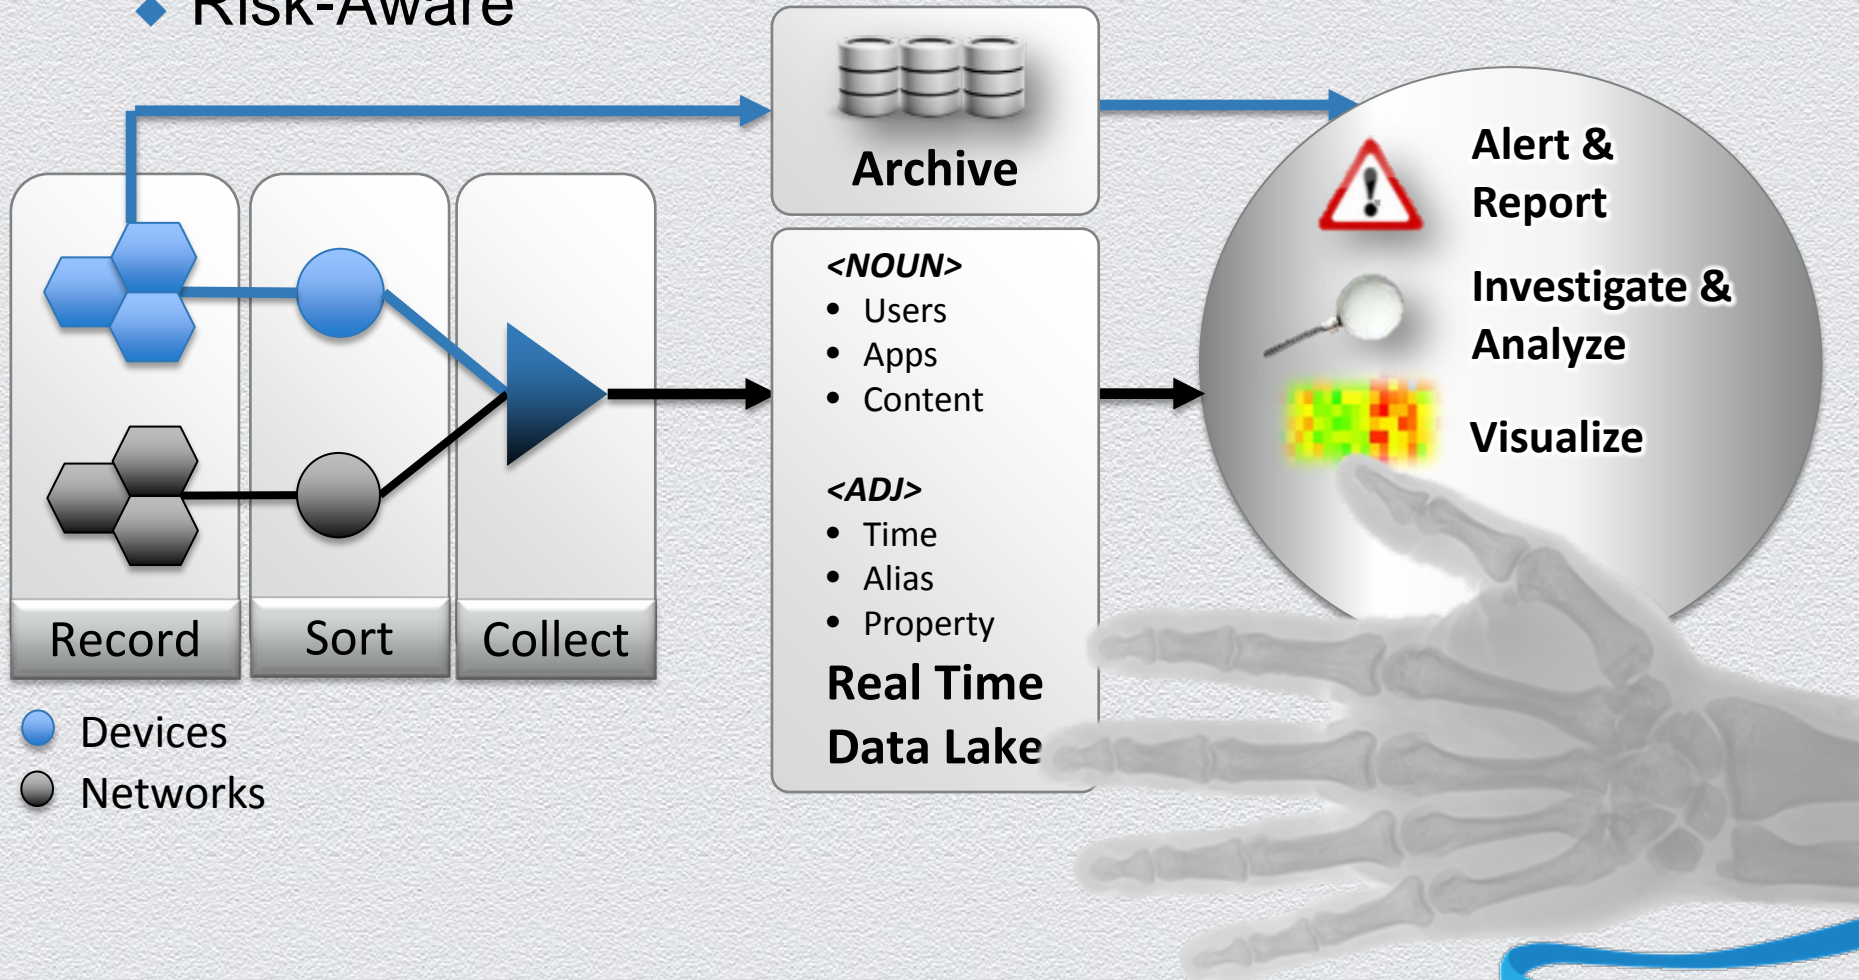 Risk-Aware
Archive
Alert &
Report
Investigate &
Analyze
Visualize
<NOUN>
• Users
• Apps
• Content
<ADJ>
• Time
• Alias
• Property
Real Time
Data Lake
Record
Sort
Collect
Devices
Networks